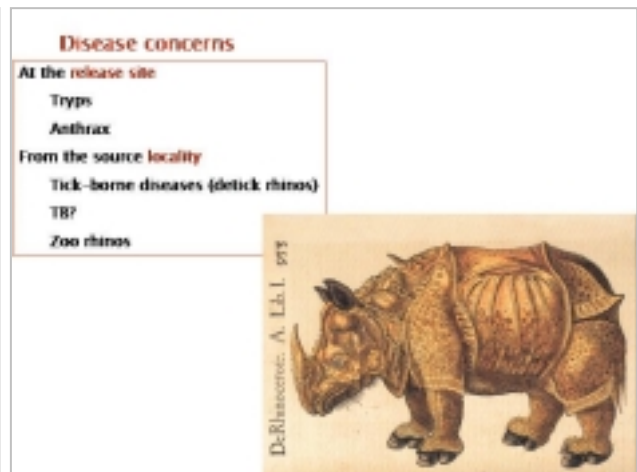 Disease concerns
At the release site
Tryps
Anthrax
From the source locality
Tick-borne diseases (detick rhinos)
TB?
Zoo rhinos
De Rhinocerote. A. Lib.I.